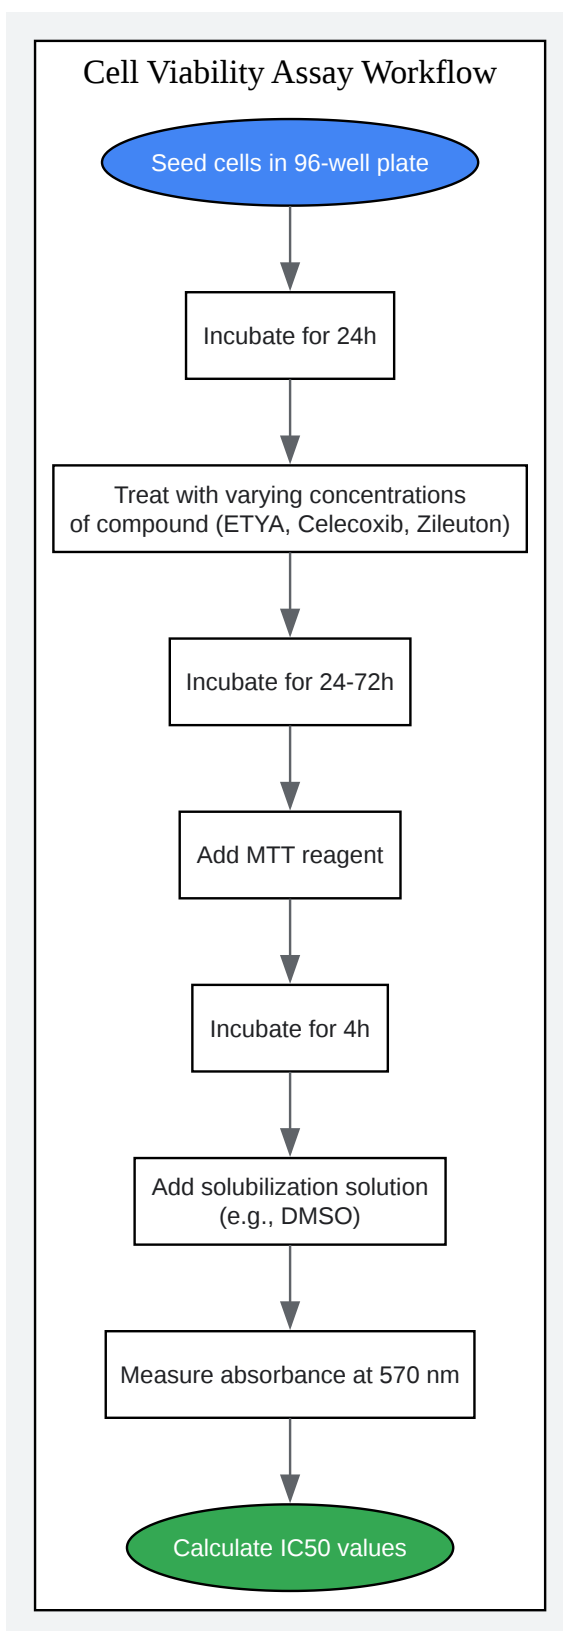 Cell Viability Assay Workflow
Seed cells in 96-well plate
Incubate for 24h
Treat with varying concentrations
of compound (ETYA, Celecoxib, Zileuton)
Incubate for 24-72h
Add MTT reagent
Incubate for 4h
Add solubilization solution
(e.g., DMSO)
Measure absorbance at 570 nm
Calculate IC50 values